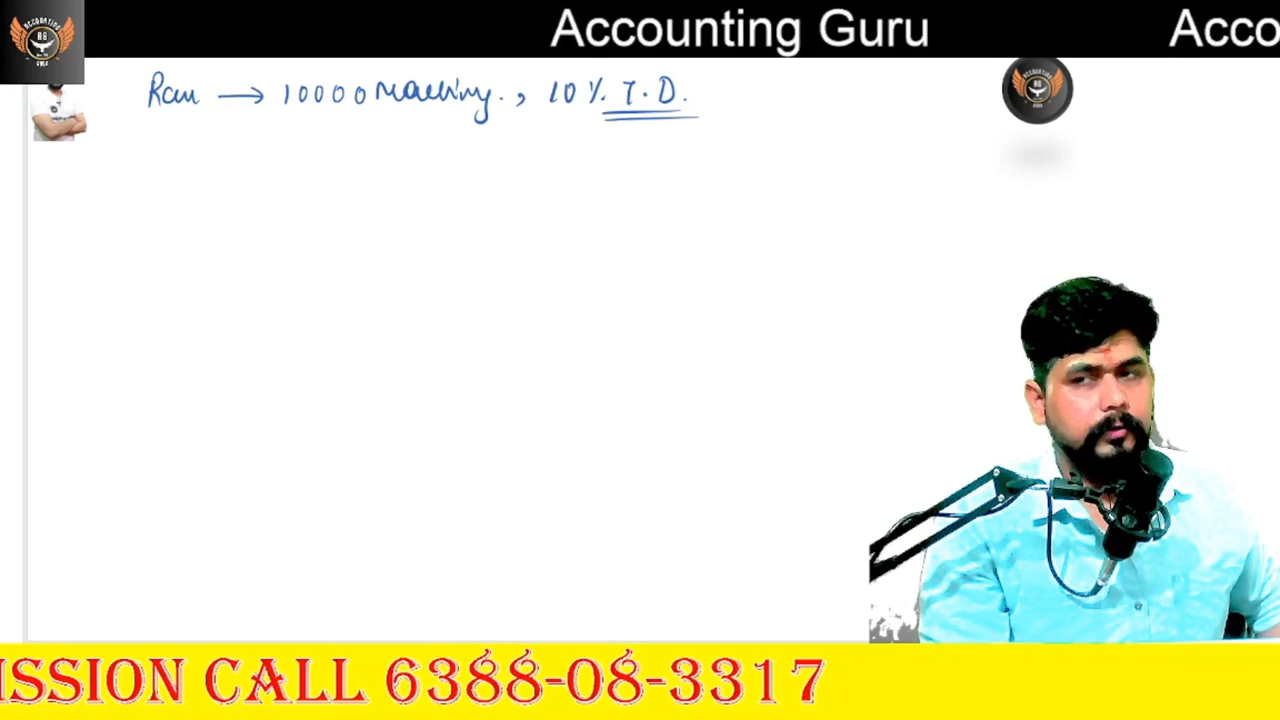 Accounting Guru
Acco
Ram → 10000 Machinery. , 10 %. T. D.
ISSION CALL 6388-08-3317